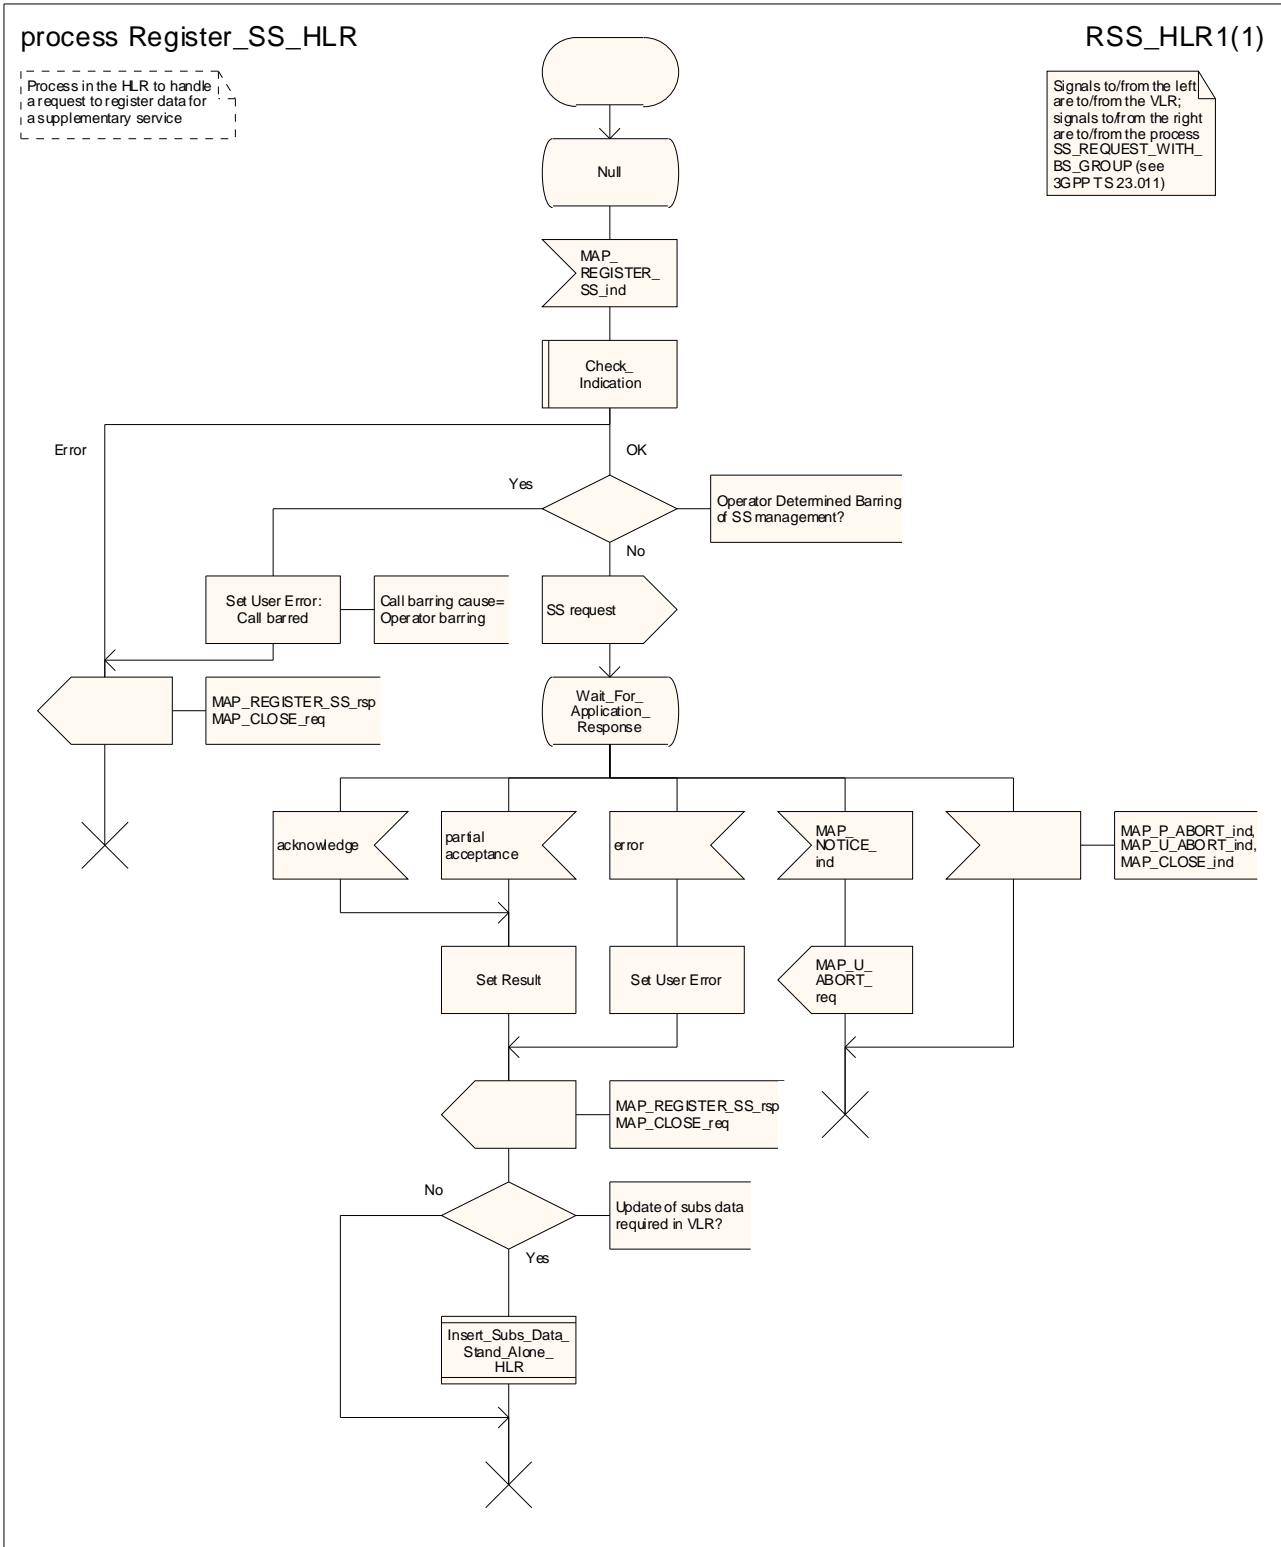 process Register_SS_HLR
RSS_HLR1(1)
Process in the HLR to handle
a request to register data for
a supplementary service
Signals to/from the left
are to/from the VLR;
signals to/from the right
are to/from the process
SS_REQUEST_WITH_
BS_GROUP (see
3GPP TS 23.011)
Null
MAP_
REGISTER_
SS_ind
Check_
Indication
Error
OK
Yes
Operator Determined Barring
of SS management?
No
Set User Error:
Call barred
Call barring cause=
Operator barring
SS request
MAP_REGISTER_SS_rsp
MAP_CLOSE_req
Wait_For_
Application_
Response
acknowledge
partial
acceptance
error
MAP_
NOTICE_
ind
MAP_P_ABORT_ind,
MAP_U_ABORT_ind,
MAP_CLOSE_ind
Set Result
Set User Error
MAP_U_
ABORT_
req
MAP_REGISTER_SS_rsp
MAP_CLOSE_req
No
Update of subs data
required in VLR?
Yes
Insert_Subs_Data_
Stand_Alone_
HLR